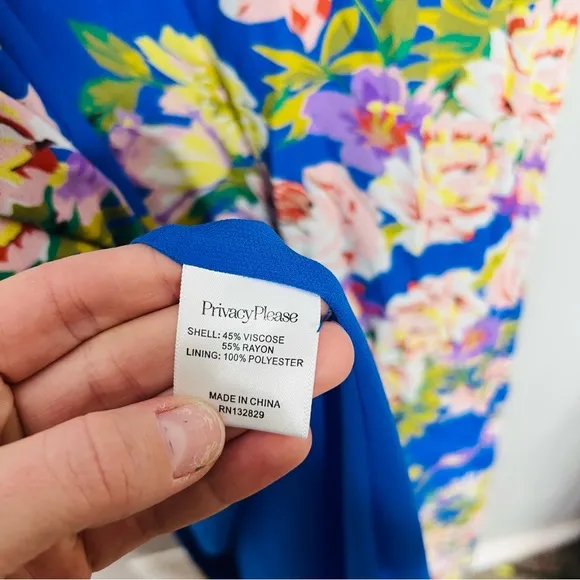 PrivacyPlease
SHELL: 45% VISCOSE
55% RAYON
LINING: 100% POLYESTER
MADE IN CHINA
RN132829